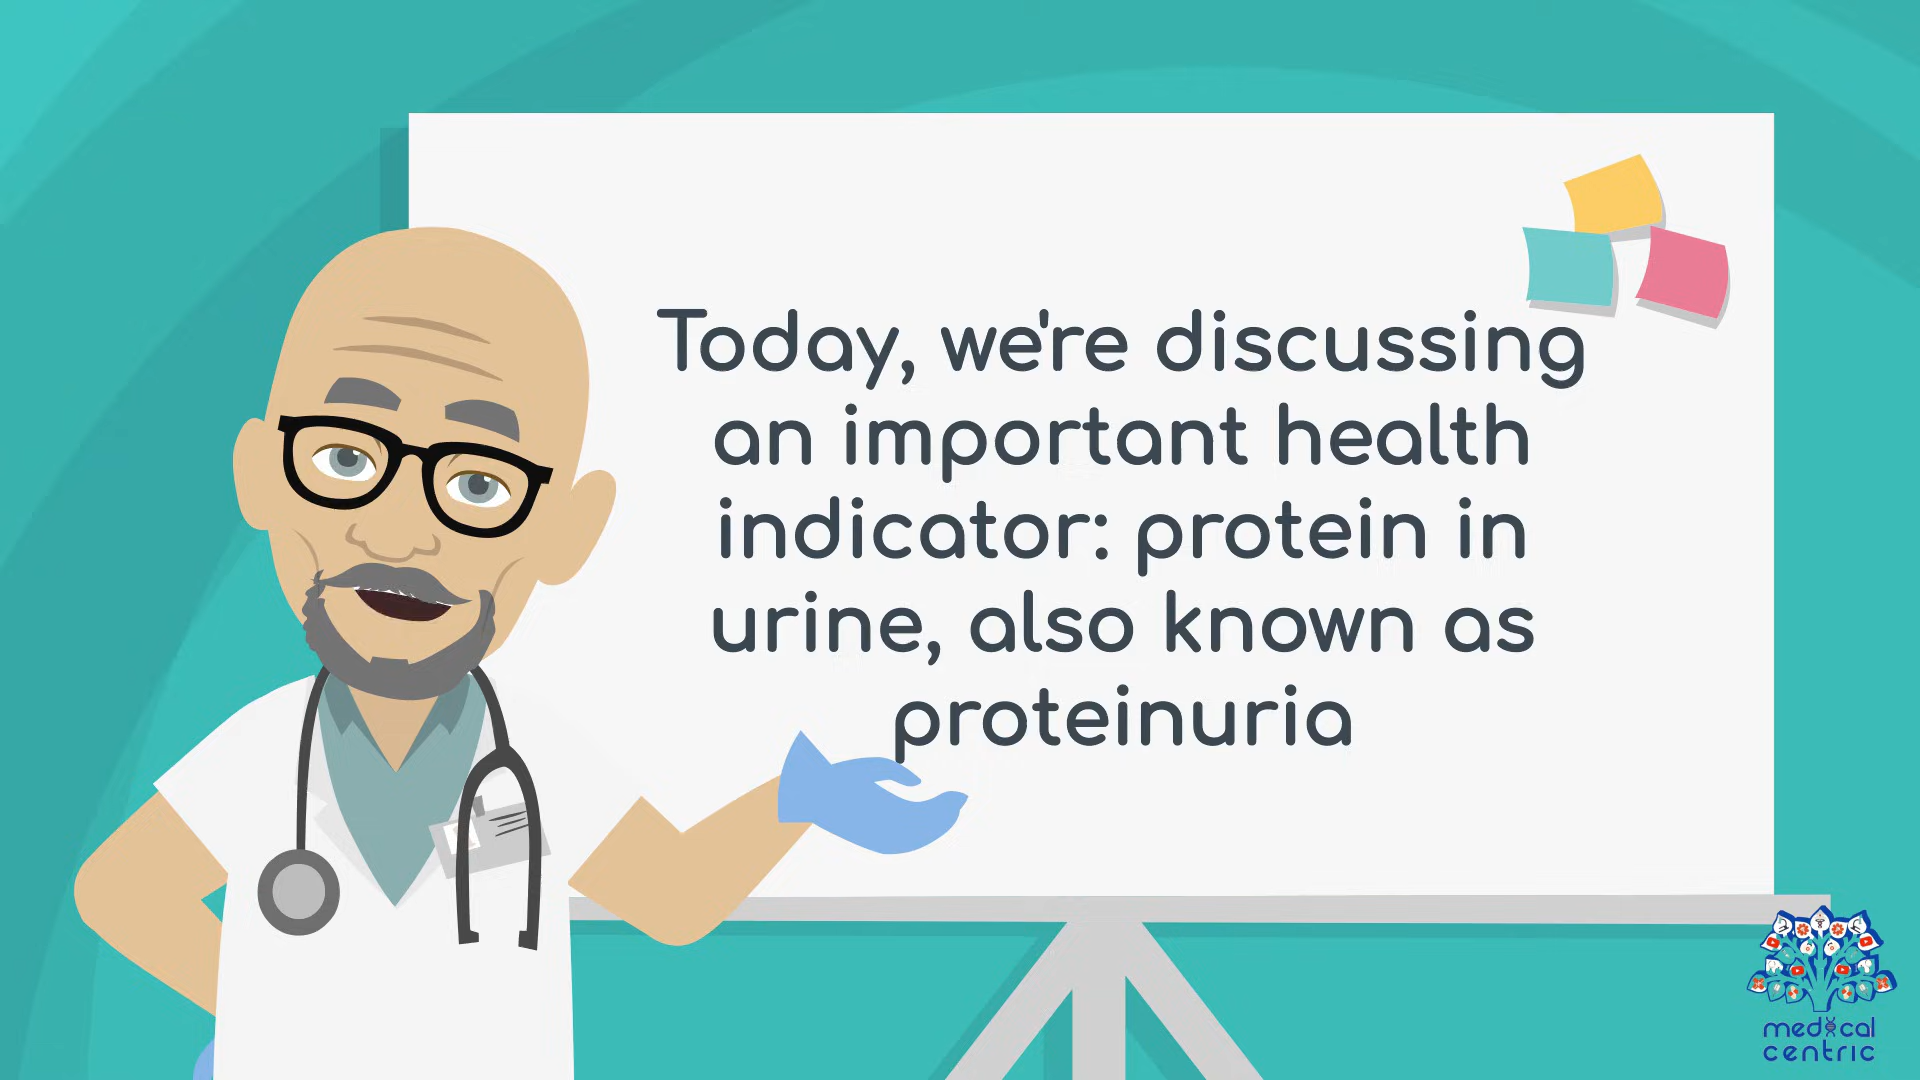 Today, we're discussing
an important health
indicator: protein in
urine, also known as
proteinuria
medical
centric